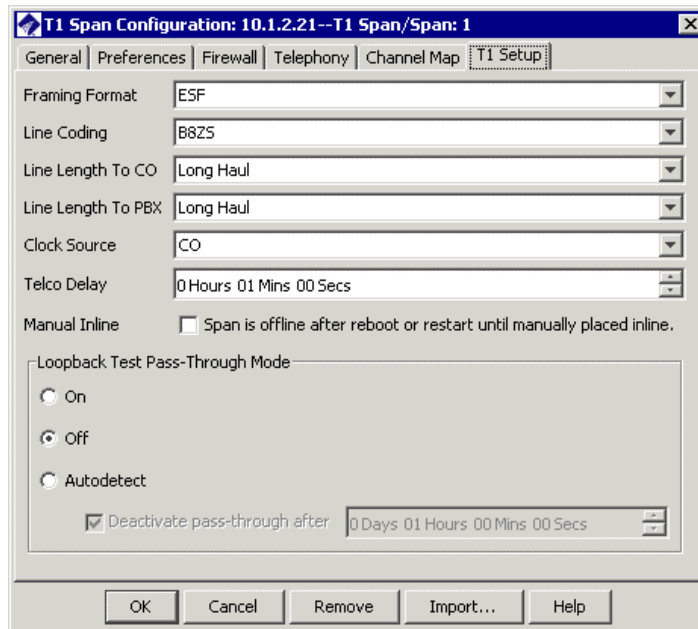 T1 Span Configuration: 10.1.2.21--T1 Span/Span: 1
General Preferences Firewall Telephony Channel Map T1 Setup
Framing Format ESF
Line Coding B8ZS
Line Length To CO Long Haul
Line Length To PBX Long Haul
Clock Source CO
Telco Delay 0 Hours 01 Mins 00 Secs
Manual Inline Span is offline after reboot or restart until manually placed inline.
Loopback Test Pass-Through Mode
On
Off
Autodetect
Deactivate pass-through after 0 Days 01 Hours 00 Mins 00 Secs
OK Cancel Remove Import... Help